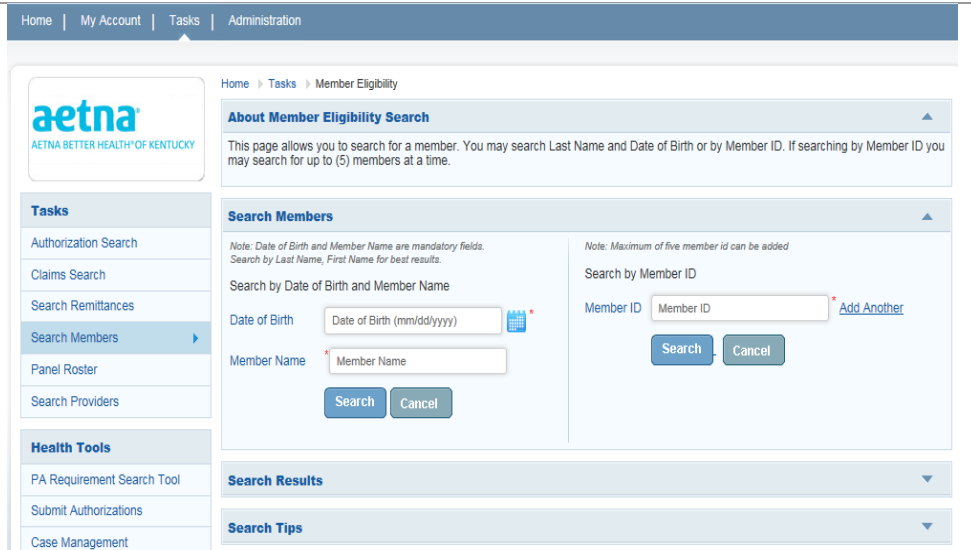 Home | My Account | Tasks | Administration
aetna®
AETNA BETTER HEALTH® OF KENTUCKY
Tasks
Authorization Search
Claims Search
Search Remittances
Search Members
Panel Roster
Search Providers
Health Tools
PA Requirement Search Tool
Submit Authorizations
Case Management
Home Tasks Member Eligibility
About Member Eligibility Search
This page allows you to search for a member. You may search Last Name and Date of Birth or by Member ID. If searching by Member ID you
may search for up to (5) members at a time.
Search Members
Note: Date of Birth and Member Name are mandatory fields.
Search by Last Name, First Name for best results.
Search by Date of Birth and Member Name
Date of Birth Date of Birth (mm/dd/yyyy) *
Member Name * Member Name
Search Cancel
Note: Maximum of five member id can be added
Search by Member ID
Member ID Member ID * Add Another
Search Cancel
Search Results
Search Tips